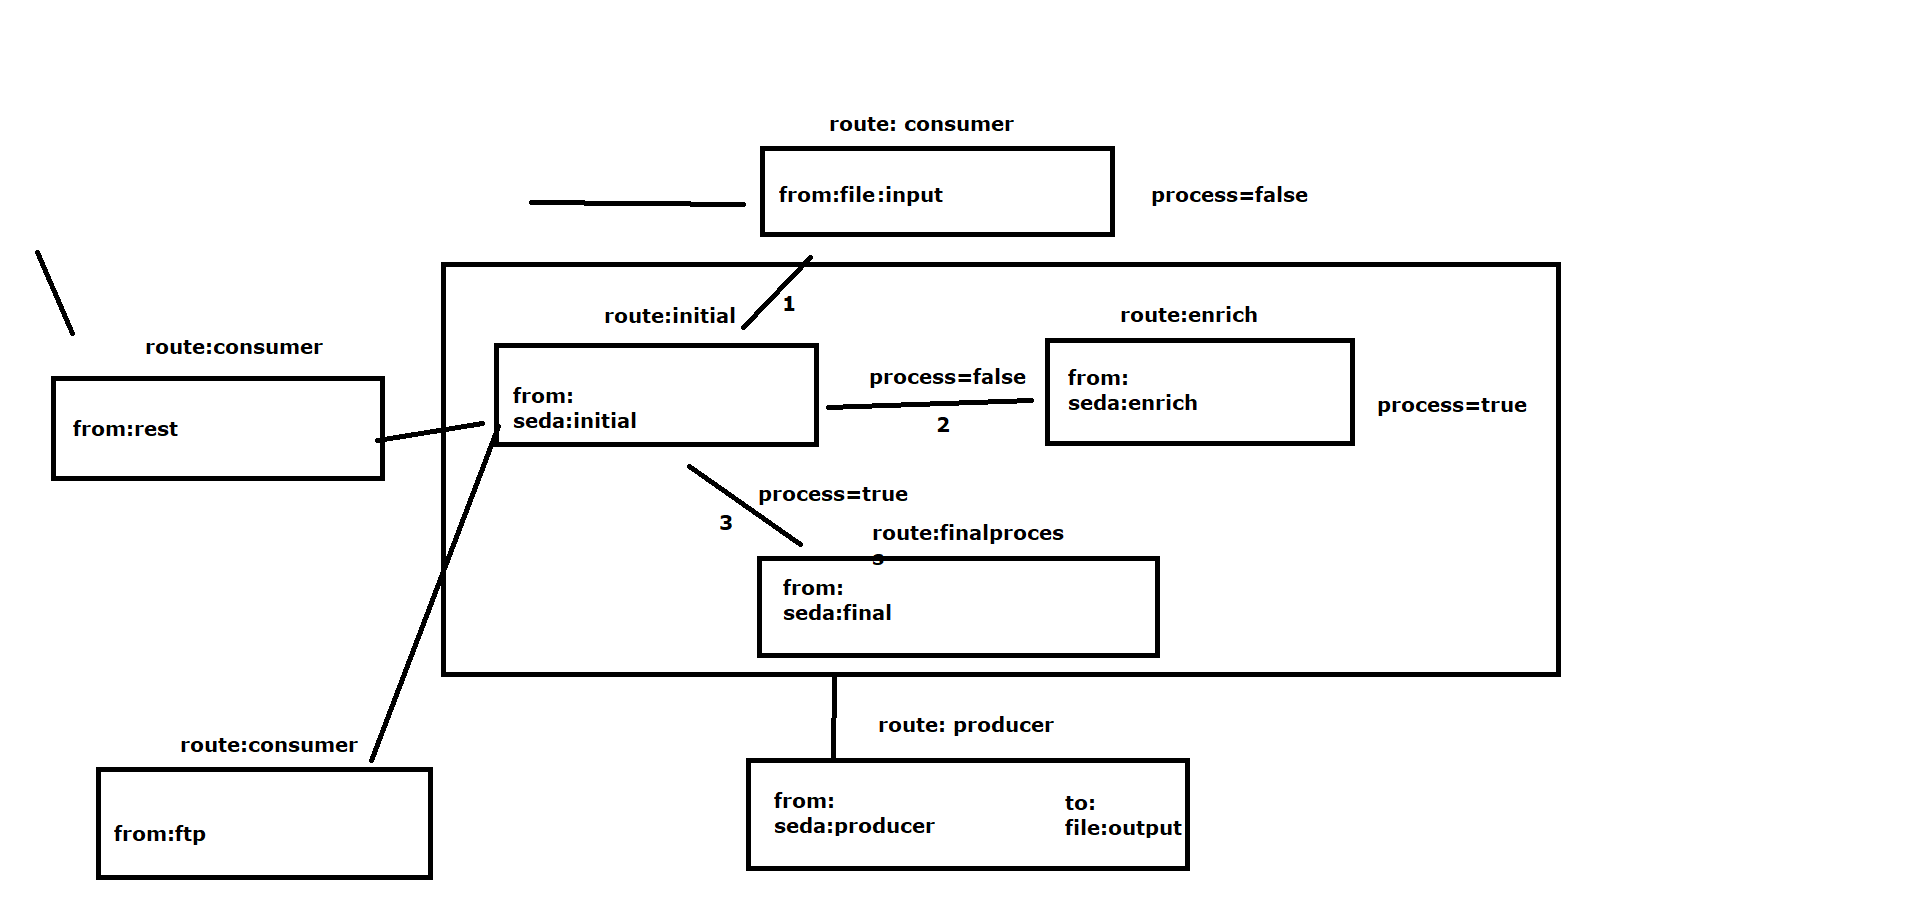 route: consumer
from:file:input
process=false
1
route:initial
route:enrich
route:consumer
from:rest
from:
seda:initial
process=false
2
from:
seda:enrich
process=true
process=true
3
route:finalproces
s
from:
seda:final
route: producer
route:consumer
from:
seda:producer
to:
file:output
from:ftp